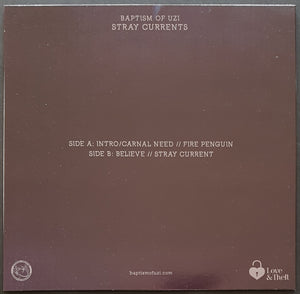 BAPTISM OF UZI
STRAY CURRENTS
SIDE A: INTRO/CARNAL NEED // FIRE PENGUIN
SIDE B: BELIEVE // STRAY CURRENT
baptismofuzi.com
Love
& Theft